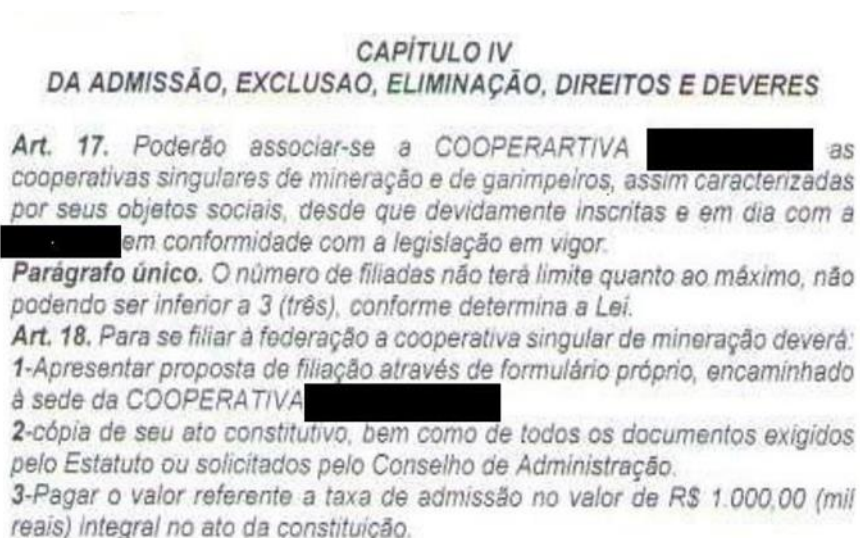 CAPÍTULO IV
DA ADMISSÃO, EXCLUSAO, ELIMINAÇÃO, DIREITOS E DEVERES
Art. 17. Poderão associar-se a COOPERARTIVA as
cooperativas singulares de mineração e de garimpeiros, assim caracterizadas
por seus objetos sociais, desde que devidamente inscritas e em dia com a
em conformidade com a legislação em vigor.
Parágrafo único. O número de filiadas não terá limite quanto ao máximo, não
podendo ser inferior a 3 (três), conforme determina a Lei.
Art. 18. Para se filiar à federação a cooperativa singular de mineração deverá:
1-Apresentar proposta de filiação através de formulário próprio, encaminhado
à sede da COOPERATIVA
2-cópia de seu ato constitutivo, bem como de todos os documentos exigidos
pelo Estatuto ou solicitados pelo Conselho de Administração.
3-Pagar o valor referente a taxa de admissão no valor de R$ 1.000,00 (mil
reais) integral no ato da constituição.